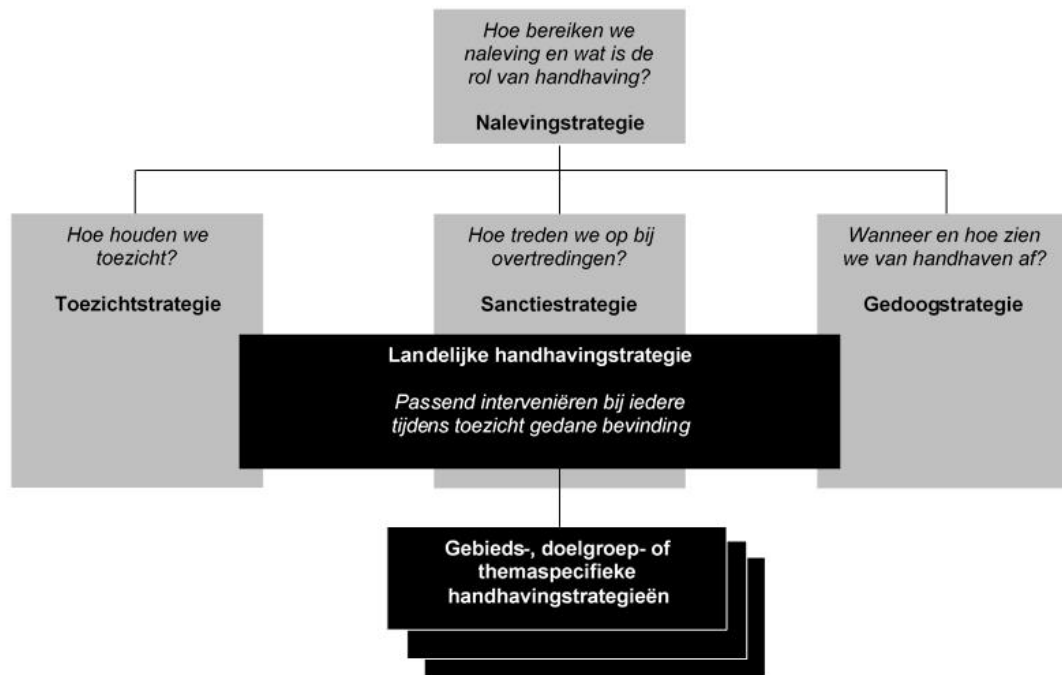 Hoe bereiken we
naleving en wat is de
rol van handhaving?
Nalevingstrategie
Hoe houden we
toezicht?
Toezichtstrategie
Hoe treden we op bij
overtredingen?
Sanctiestrategie
Wanneer en hoe zien
we van handhaven af?
Gedoogstrategie
Landelijke handhavingstrategie
Passend interveniëren bij iedere
tijdens toezicht gedane bevinding
Gebieds-, doelgroep- of
themaspecifieke
handhavingstrategieën